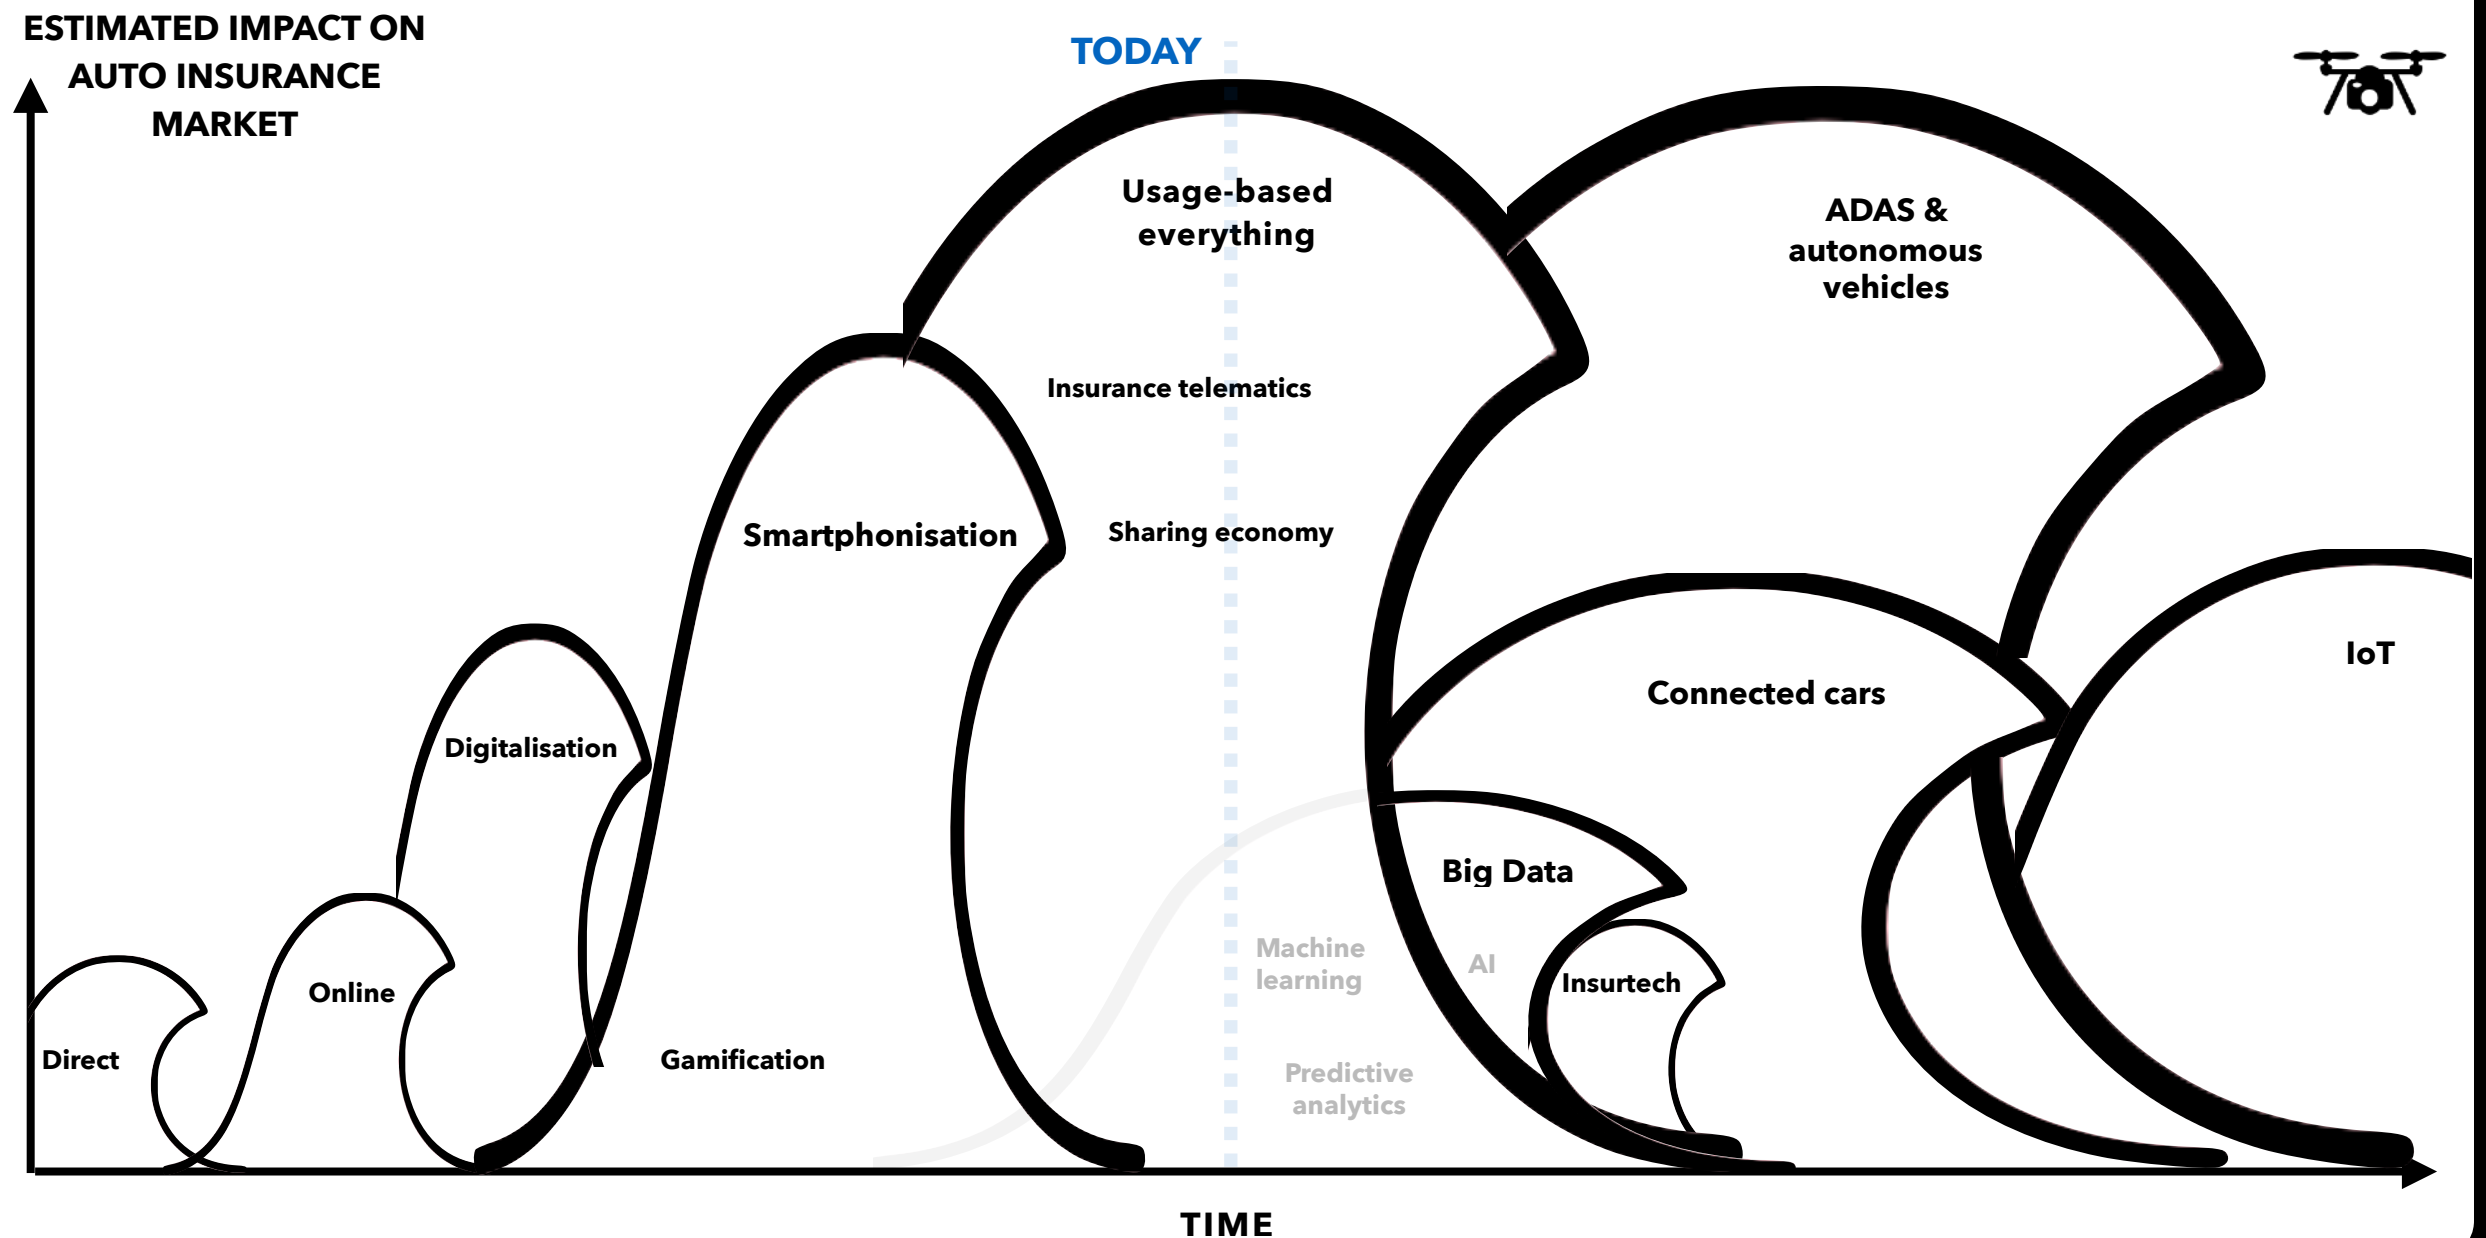 ESTIMATED IMPACT ON
AUTO INSURANCE
MARKET
TODAY
Usage-based
everything
ADAS &
autonomous
vehicles
Insurance telematics
Smartphonisation
Sharing economy
IoT
Connected cars
Digitalisation
Big Data
Machine
learning
AI
Insurtech
Online
Direct
Gamification
Predictive
analytics
TIME